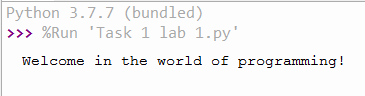 Python 3.7.7 (bundled)
>>> %Run 'Task 1 lab 1.py'
Welcome in the world of programming!